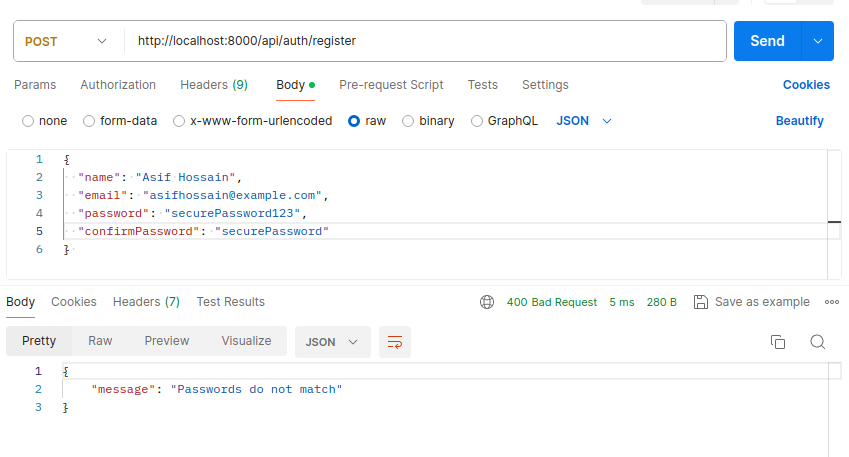 POST http://localhost:8000/api/auth/register Send
Params Authorization Headers (9) Body Pre-request Script Tests Settings Cookies
none form-data x-www-form-urlencoded raw binary GraphQL JSON Beautify
1 {
2 "name": "Asif Hossain",
3 "email": "asifhossain@example.com",
4 "password": "securePassword123",
5 "confirmPassword": "securePassword"
6 }
Body Cookies Headers (7) Test Results 400 Bad Request 5 ms 280 B Save as example
Pretty Raw Preview Visualize JSON
1 {
2 "message": "Passwords do not match"
3 }